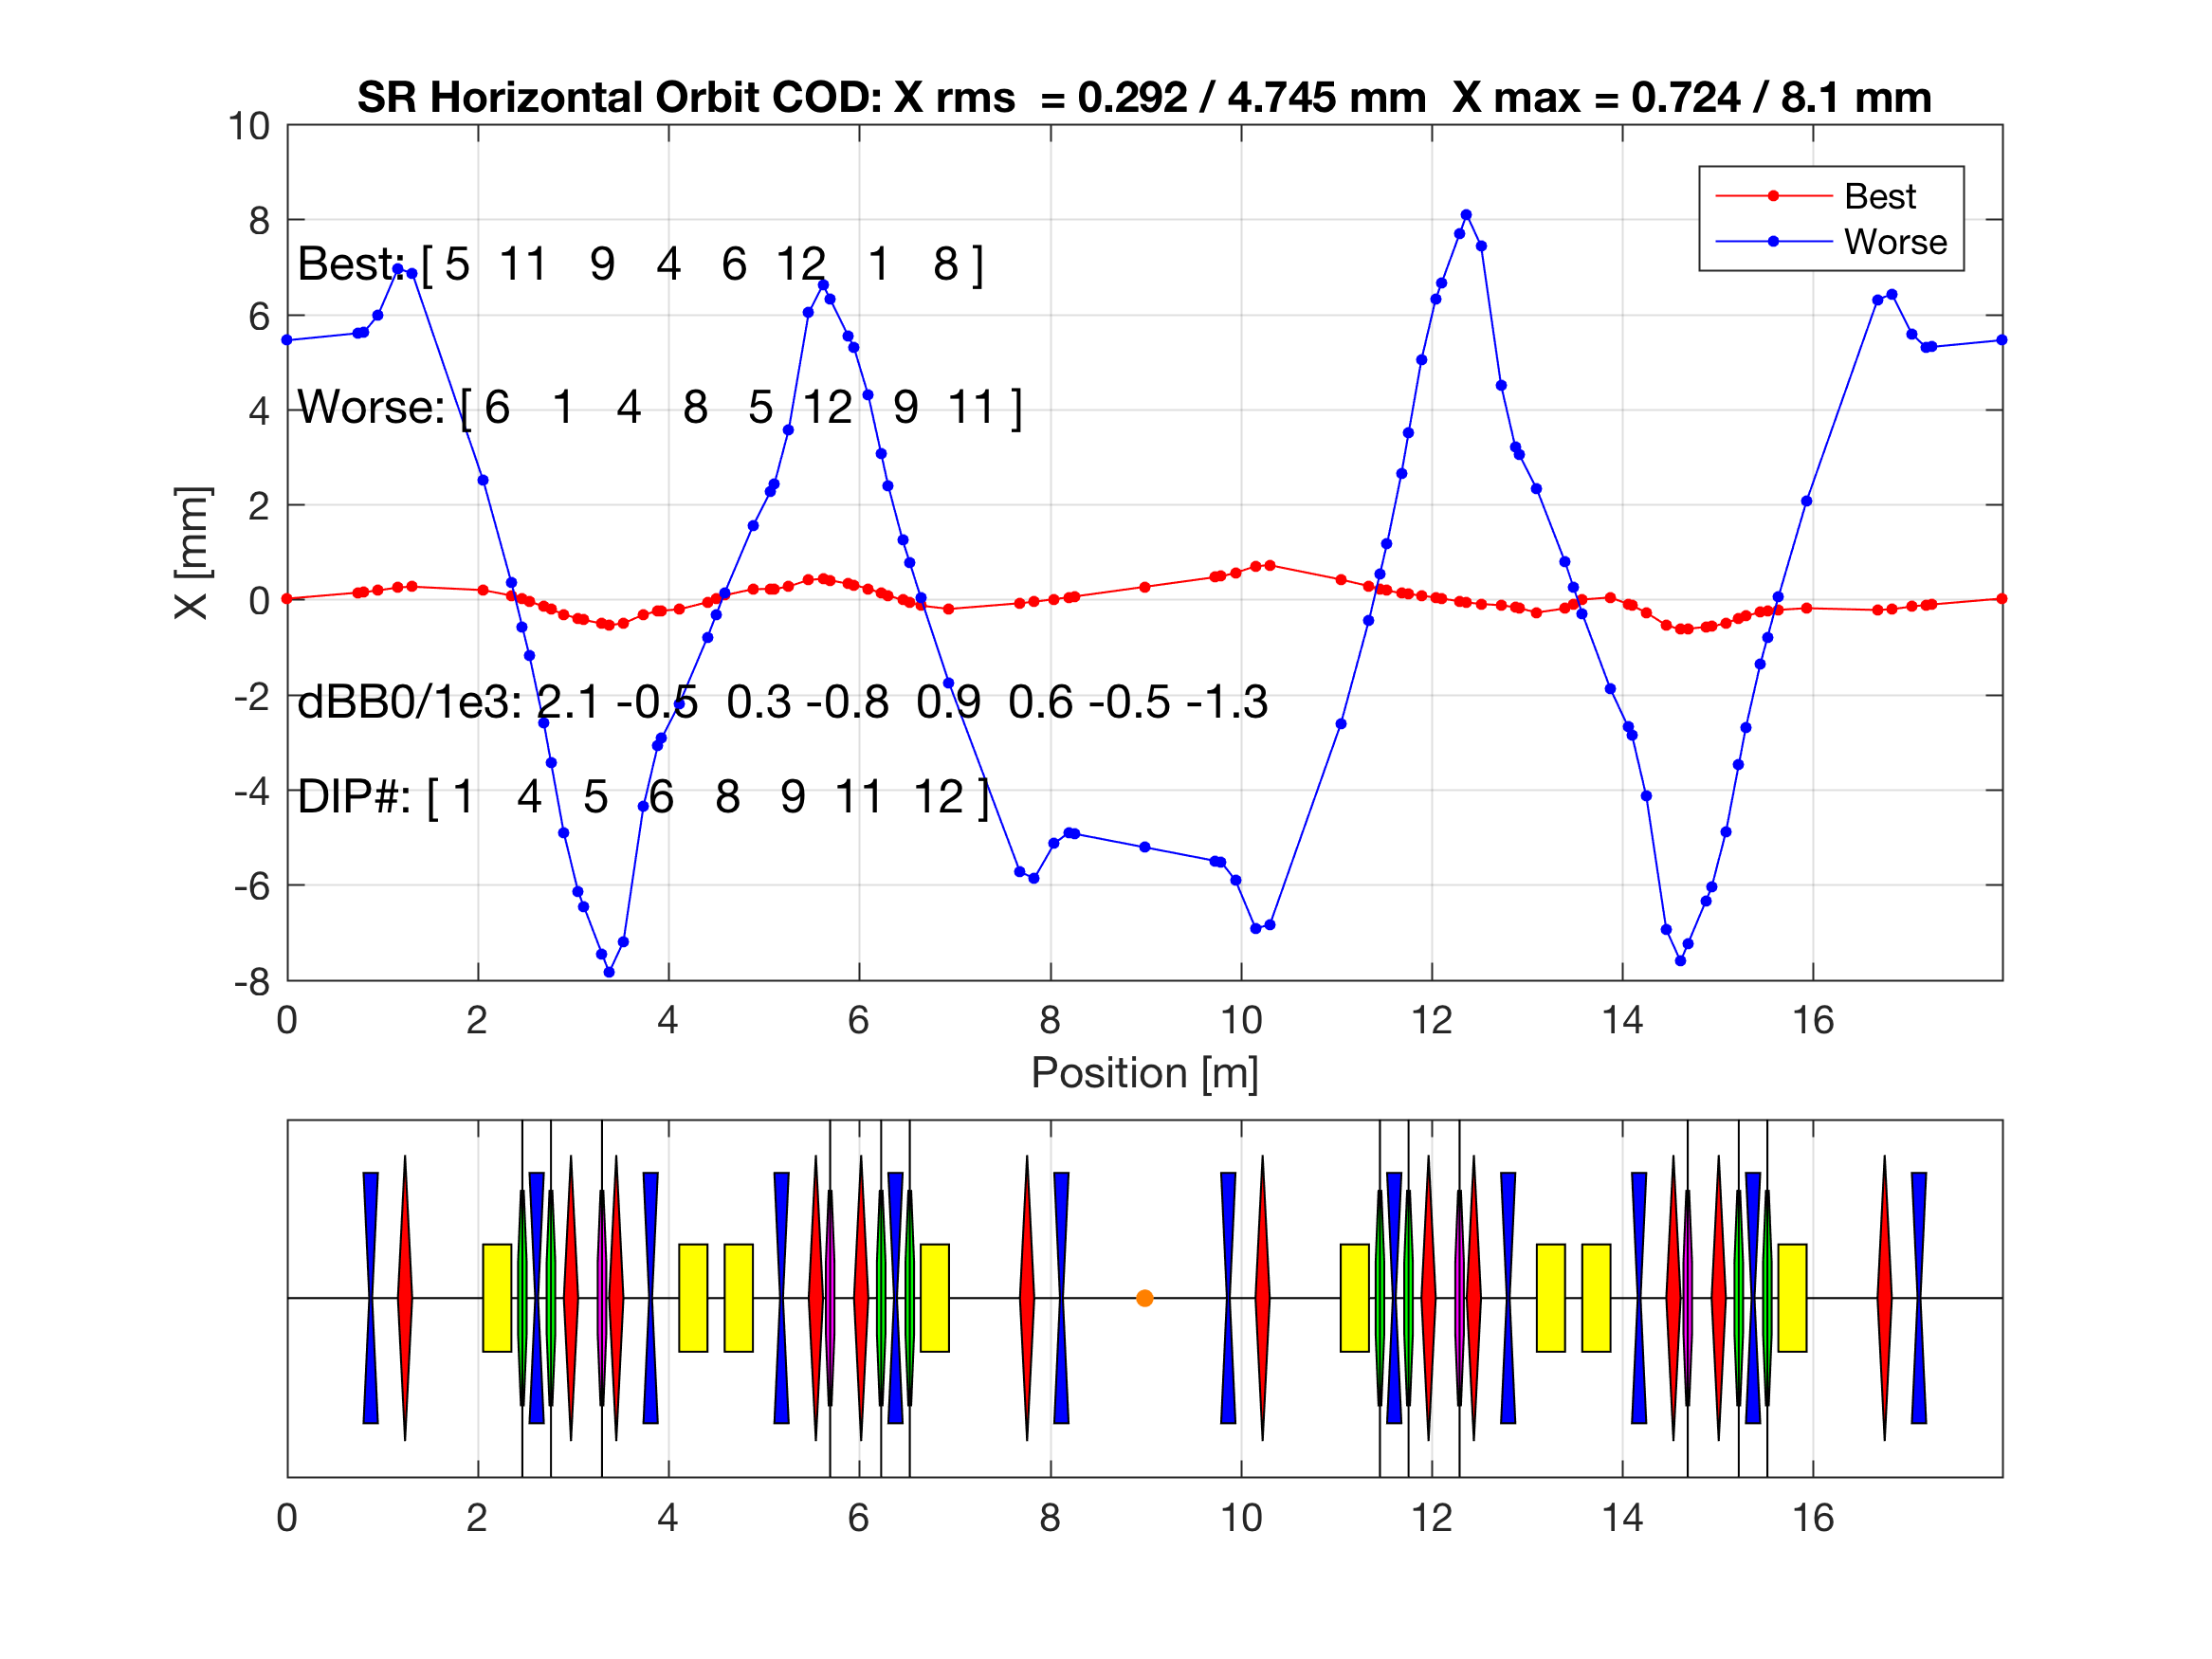 SR Horizontal Orbit COD: X rms = 0.292 / 4.745 mm X max = 0.724 / 8.1 mm
10
8
6
4
2
0
-2
-4
-6
-8
X [mm]
Best
Worse
Best: [ 5 11 9 4 6 12 1 8 ]
Worse: [ 6 1 4 8 5 12 9 11 ]
dBB0/1e3: 2.1 -0.5 0.3 -0.8 0.9 0.6 -0.5 -1.3
DIP#: [ 1 4 5 6 8 9 11 12 ]
0 2 4 6 8 10 12 14 16
Position [m]
0 2 4 6 8 10 12 14 16